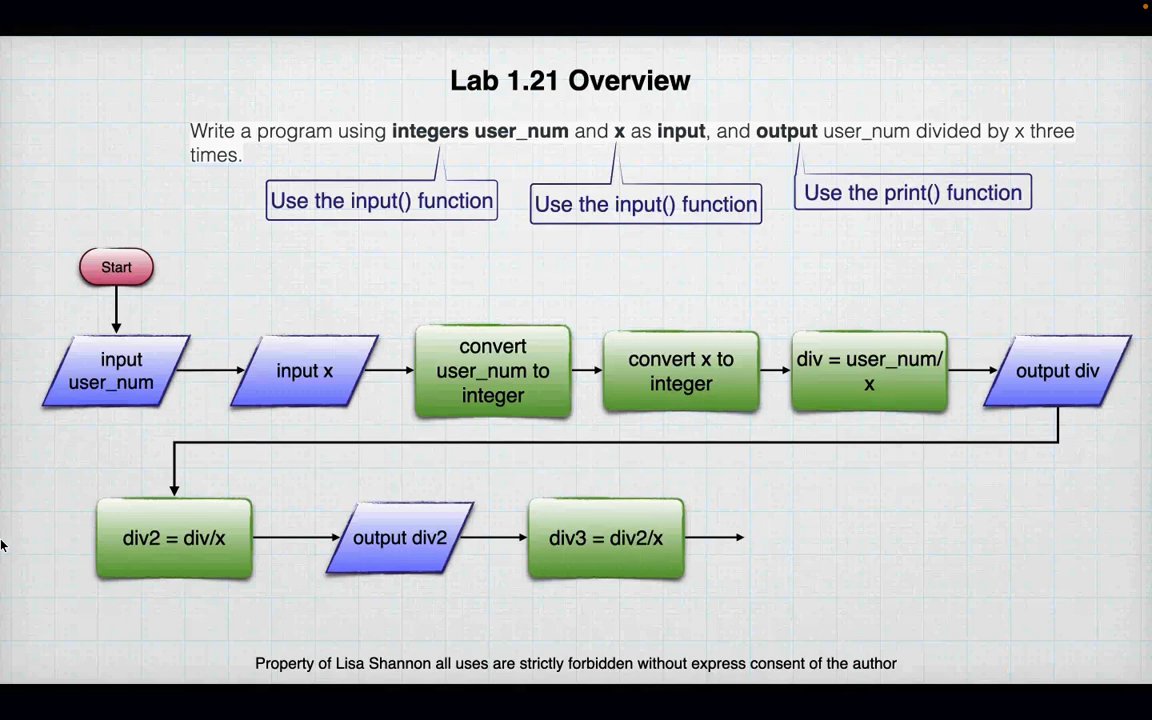 Lab 1.21 Overview
Write a program using integers user_num and x as input, and output user_num divided by x three
times.
Use the input() function
Use the input() function
Use the print() function
Start
input
user_num
input x
convert
user_num to
integer
convert x to
integer
div = user_num/
x
output div
div2 = div/x
output div2
div3 = div2/x
Property of Lisa Shannon all uses are strictly forbidden without express consent of the author